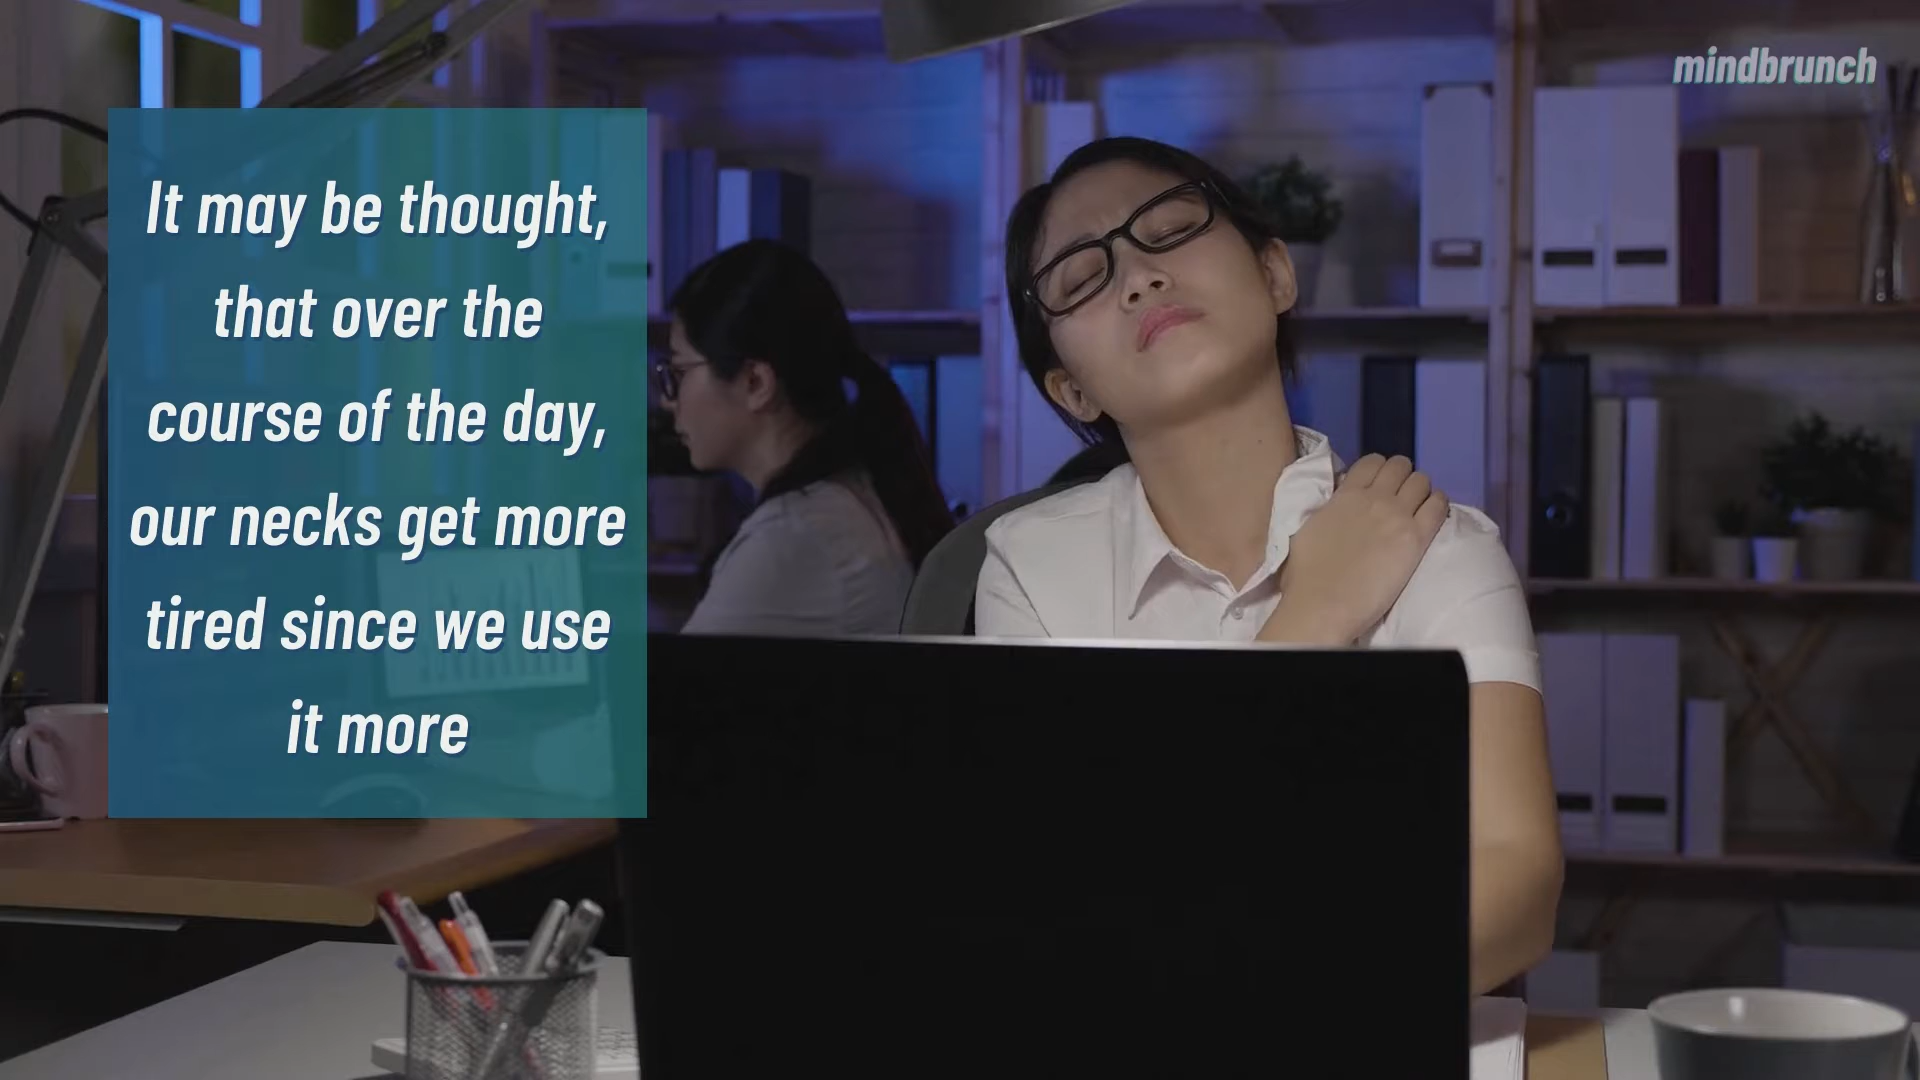 mindbrunch
It may be thought,
that over the
course of the day,
our necks get more
tired since we use
it more